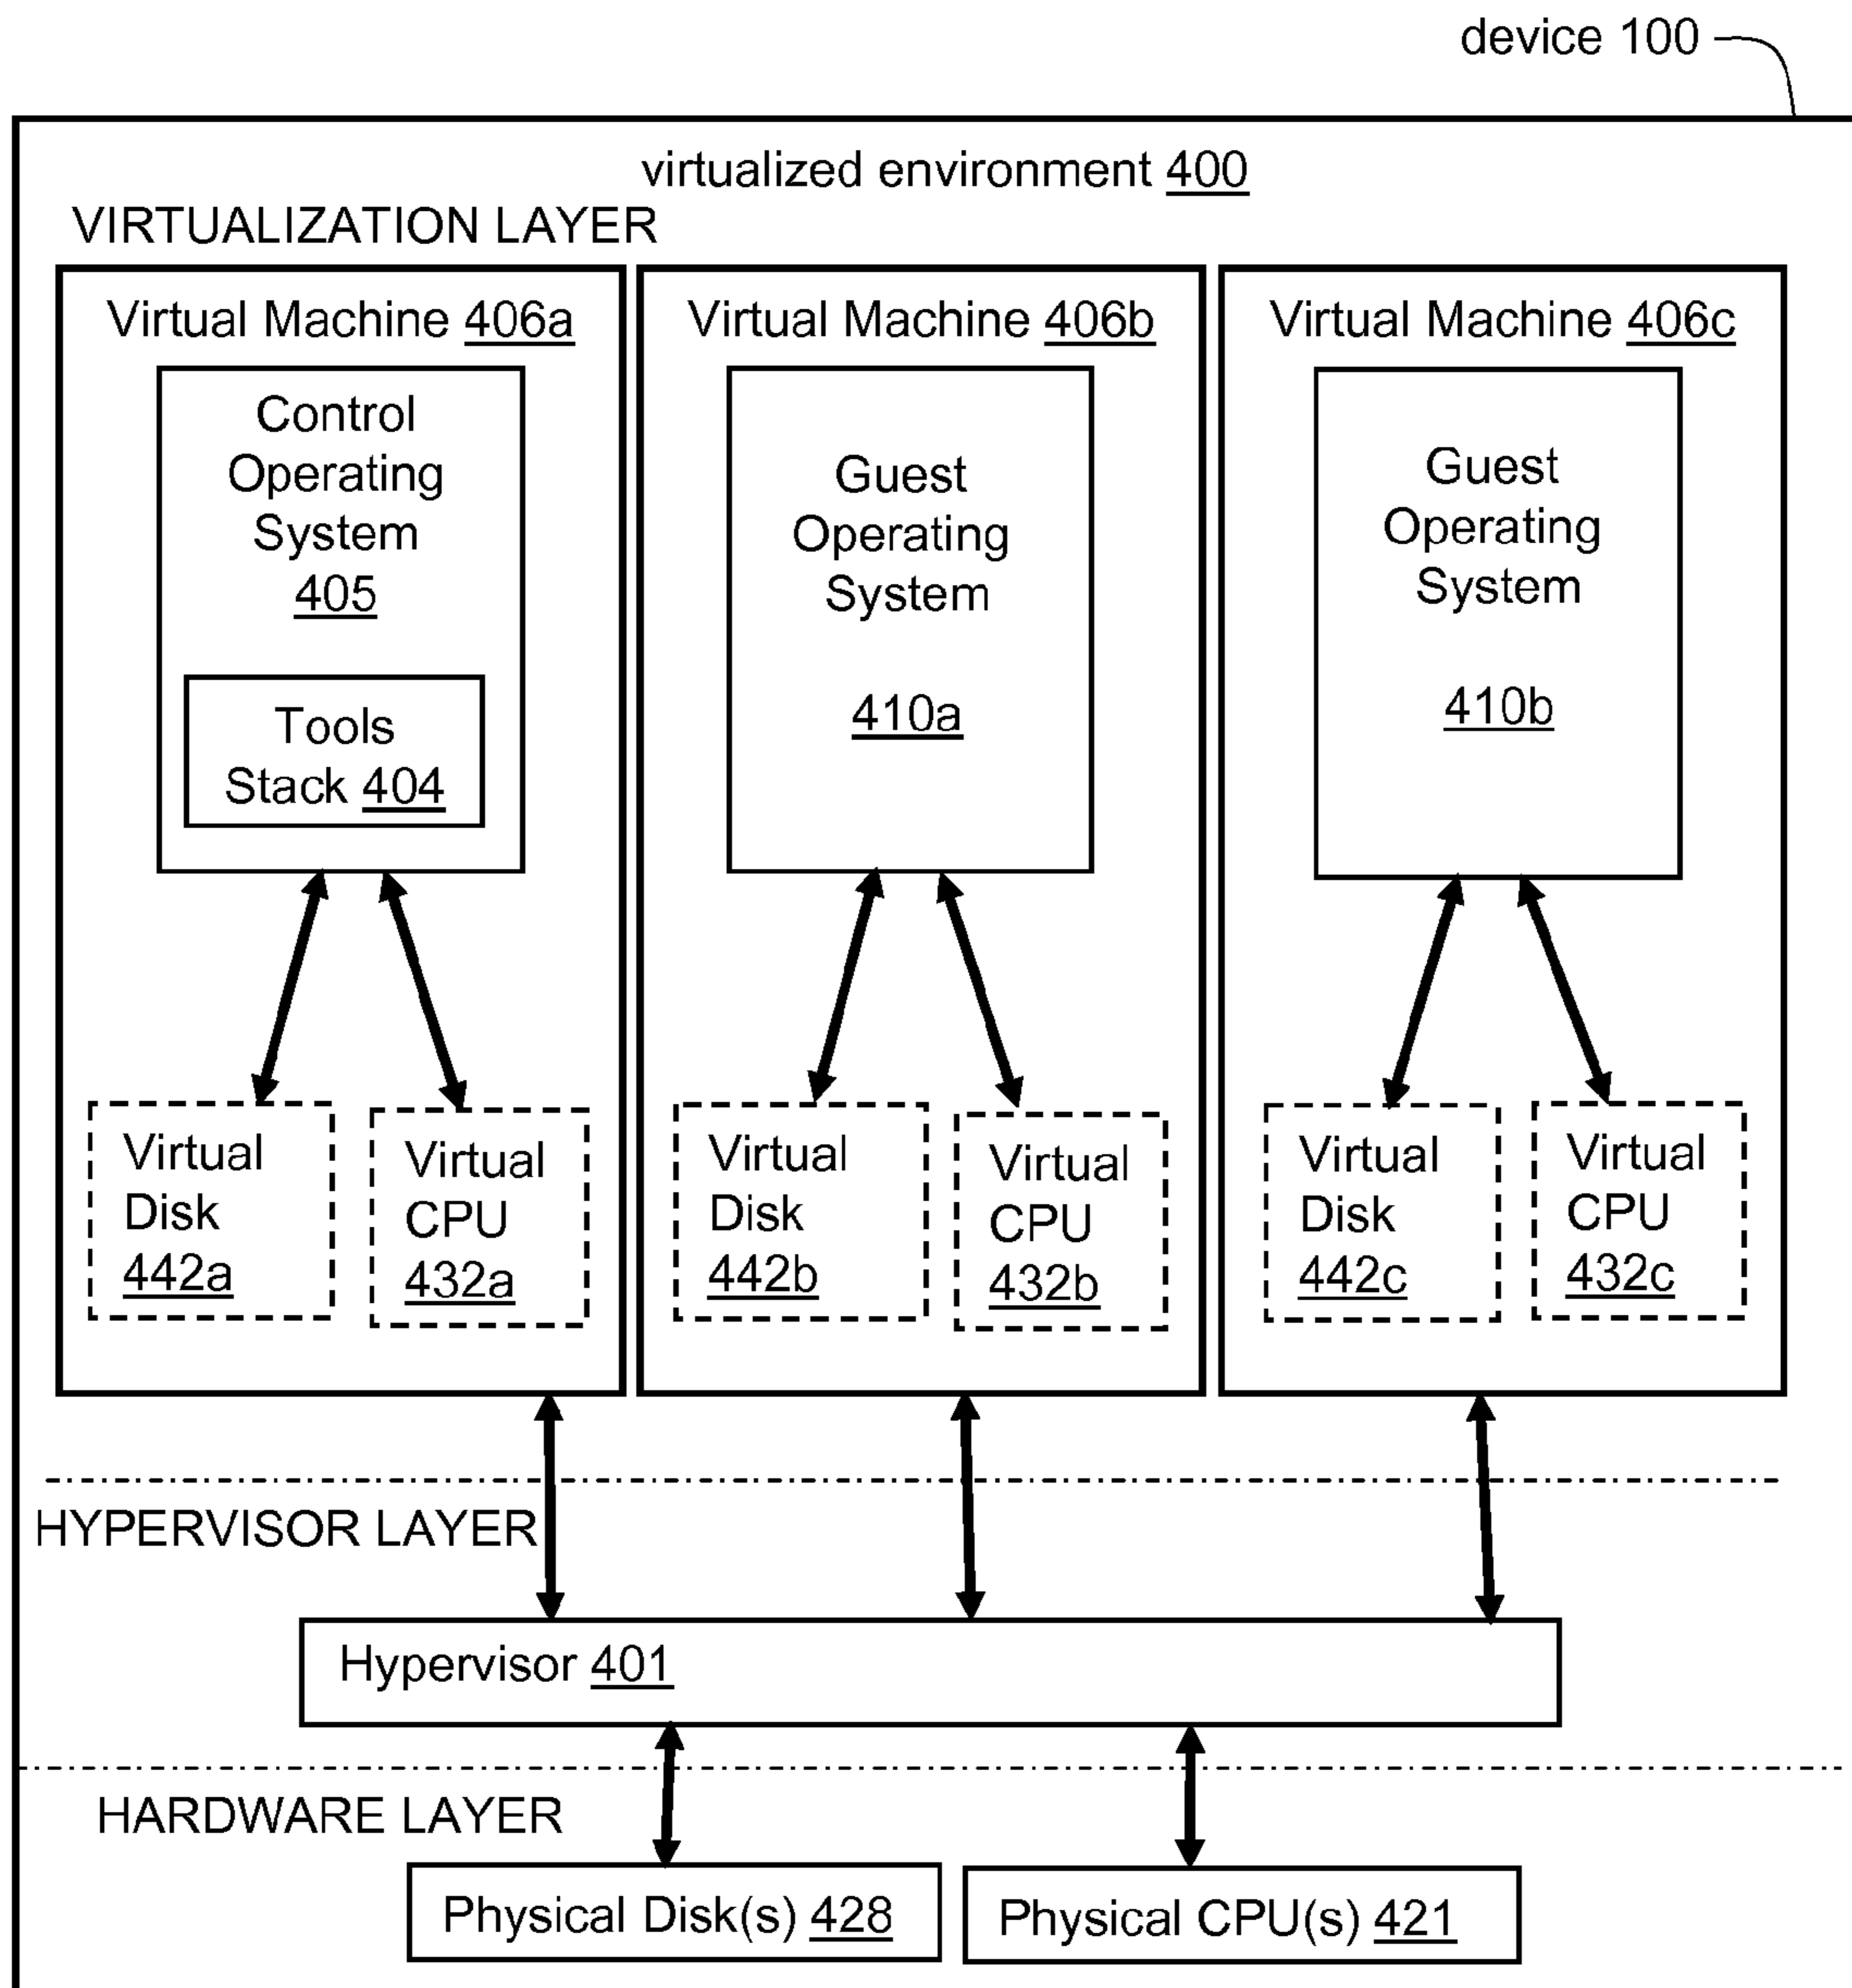 device 100
virtualized environment 400
VIRTUALIZATION LAYER
Virtual Machine 406a
Control
Operating
System
405
Tools
Stack 404
Virtual
Disk
442a
Virtual
CPU
432a
Virtual Machine 406b
Guest
Operating
System
410a
Virtual
Disk
442b
Virtual
CPU
432b
Virtual Machine 406c
Guest
Operating
System
410b
Virtual
Disk
442c
Virtual
CPU
432c
HYPERVISOR LAYER
Hypervisor 401
HARDWARE LAYER
Physical Disk(s) 428
Physical CPU(s) 421